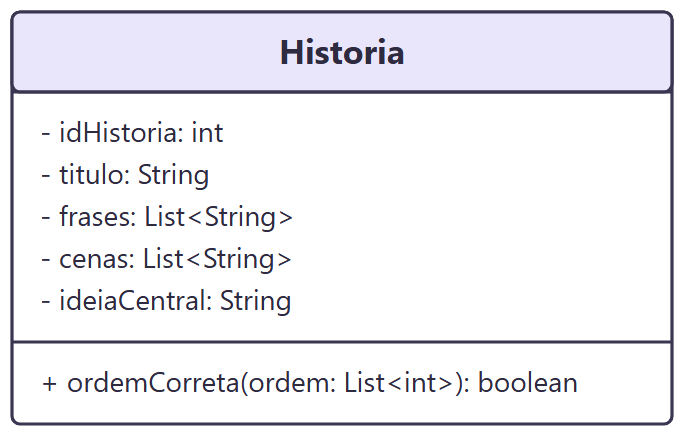 Historia
- idHistoria: int
- titulo: String
- frases: List<String>
- cenas: List<String>
- ideiaCentral: String
+ ordemCorreta(ordem: List<int>): boolean